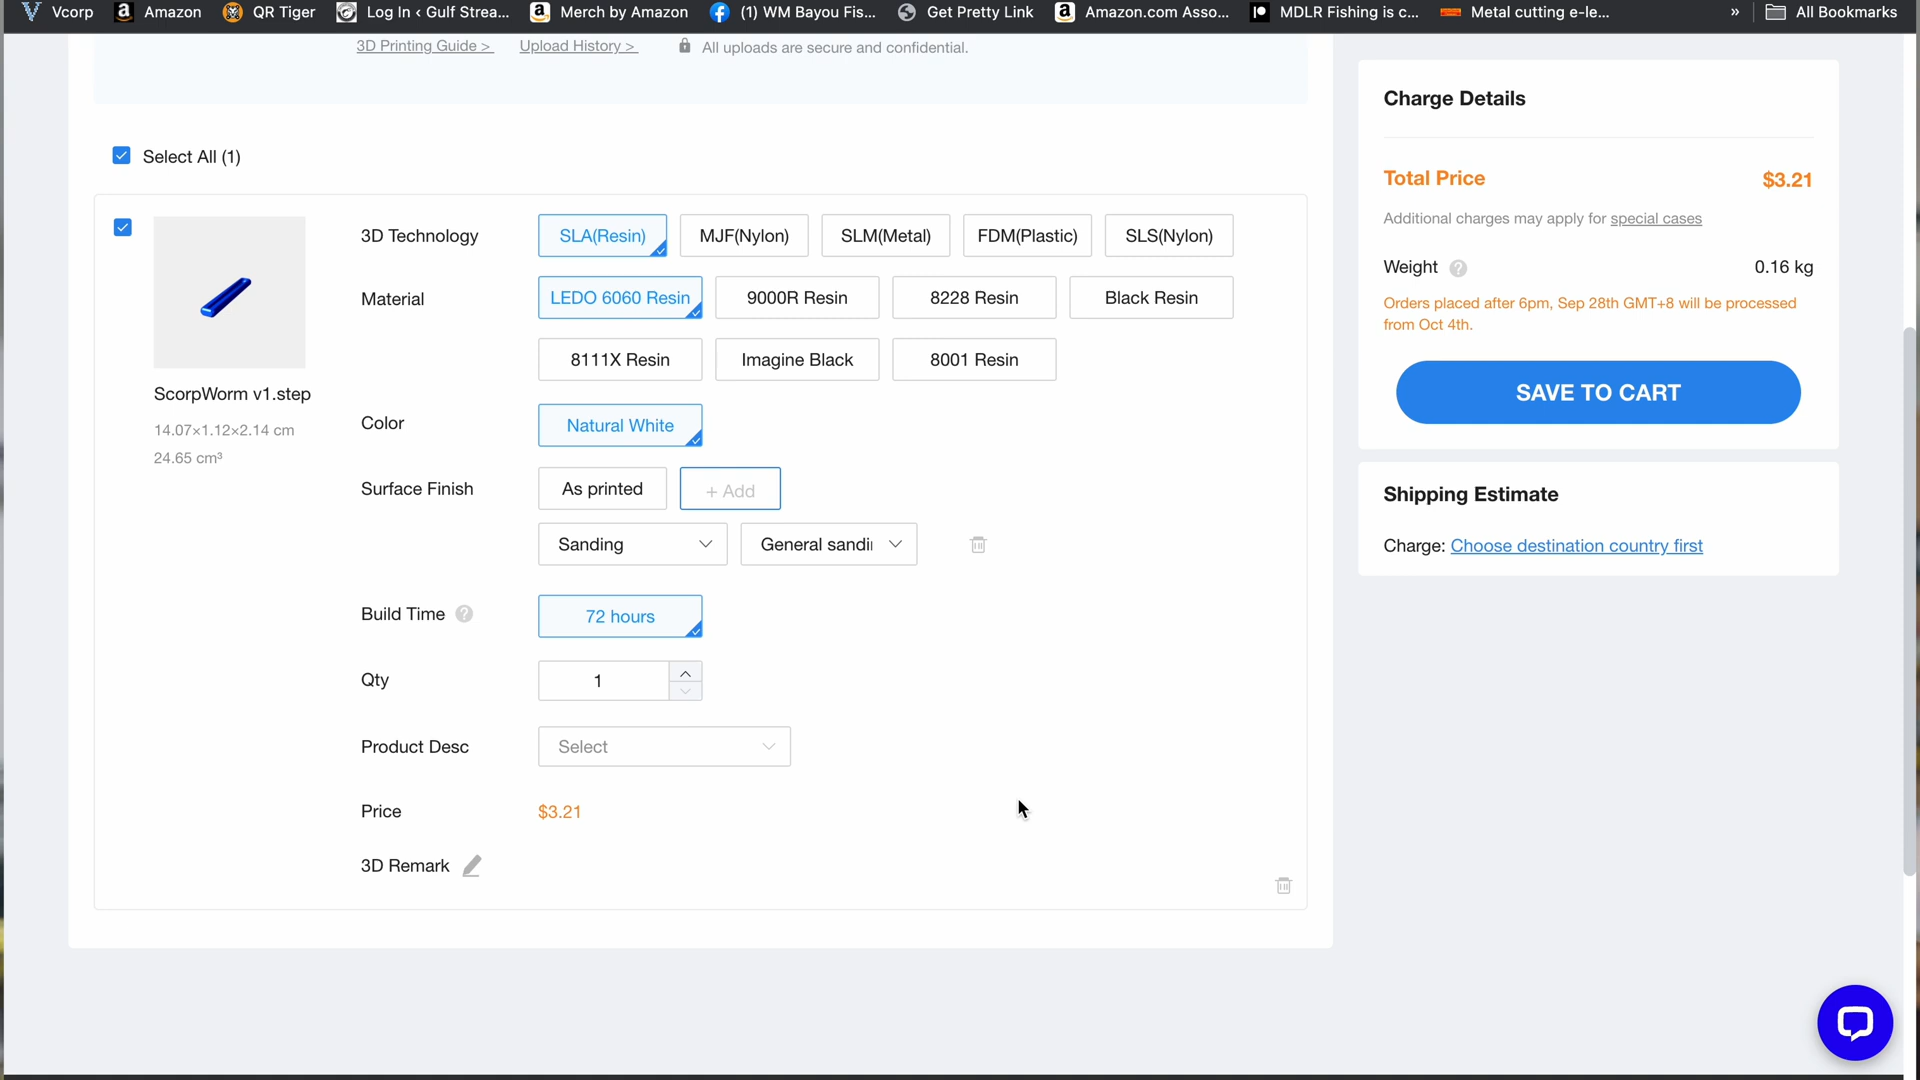 Vcorp
Amazon
QR Tiger
Log In ‹ Gulf Strea...
Merch by Amazon
(1) WM Bayou Fis...
Get Pretty Link
Amazon.com Asso...
MDLR Fishing is c...
Metal cutting e-le...
»
All Bookmarks
3D Printing Guide >
Upload History >
All uploads are secure and confidential.
Select All (1)
ScorpWorm v1.step
14.07×1.12×2.14 cm
24.65 cm³
3D Technology
SLA(Resin)
MJF(Nylon)
SLM(Metal)
FDM(Plastic)
SLS(Nylon)
Material
LEDO 6060 Resin
9000R Resin
8228 Resin
Black Resin
8111X Resin
Imagine Black
8001 Resin
Color
Natural White
Surface Finish
As printed
+ Add
Sanding
General sandi
Build Time ?
72 hours
Qty
1
Product Desc
Select
Price
$3.21
3D Remark
Charge Details
Total Price
$3.21
Additional charges may apply for special cases
Weight ?
0.16 kg
Orders placed after 6pm, Sep 28th GMT+8 will be processed
from Oct 4th.
SAVE TO CART
Shipping Estimate
Charge: Choose destination country first